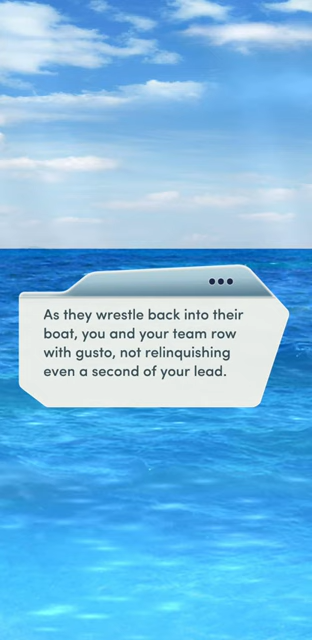 As they wrestle back into their
boat, you and your team row
with gusto, not relinquishing
even a second of your lead.